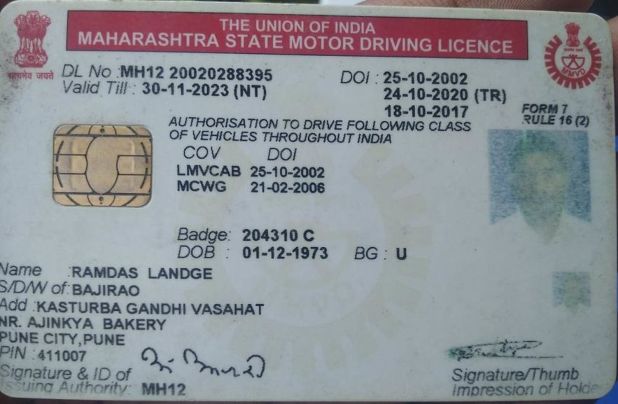 THE UNION OF INDIA
MAHARASHTRA STATE MOTOR DRIVING LICENCE
सत्यमेव जयते
DL No :MH12 20020288395 DOI : 25-10-2002
Valid Till : 30-11-2023 (NT) 24-10-2020 (TR)
18-10-2017
FORM 7
RULE 16 (2)
AUTHORISATION TO DRIVE FOLLOWING CLASS
OF VEHICLES THROUGHOUT INDIA
COV DOI
LMVCAB 25-10-2002
MCWG 21-02-2006
Badge: 204310 C
DOB : 01-12-1973 BG : U
Name :RAMDAS LANDGE
S/D/W of:BAJIRAO
Add :KASTURBA GANDHI VASAHAT
NR. AJINKYA BAKERY
PUNE CITY,PUNE
PIN :411007
Signature & ID of
Issuing Authority: MH12
Signature/Thumb
Impression of Holde